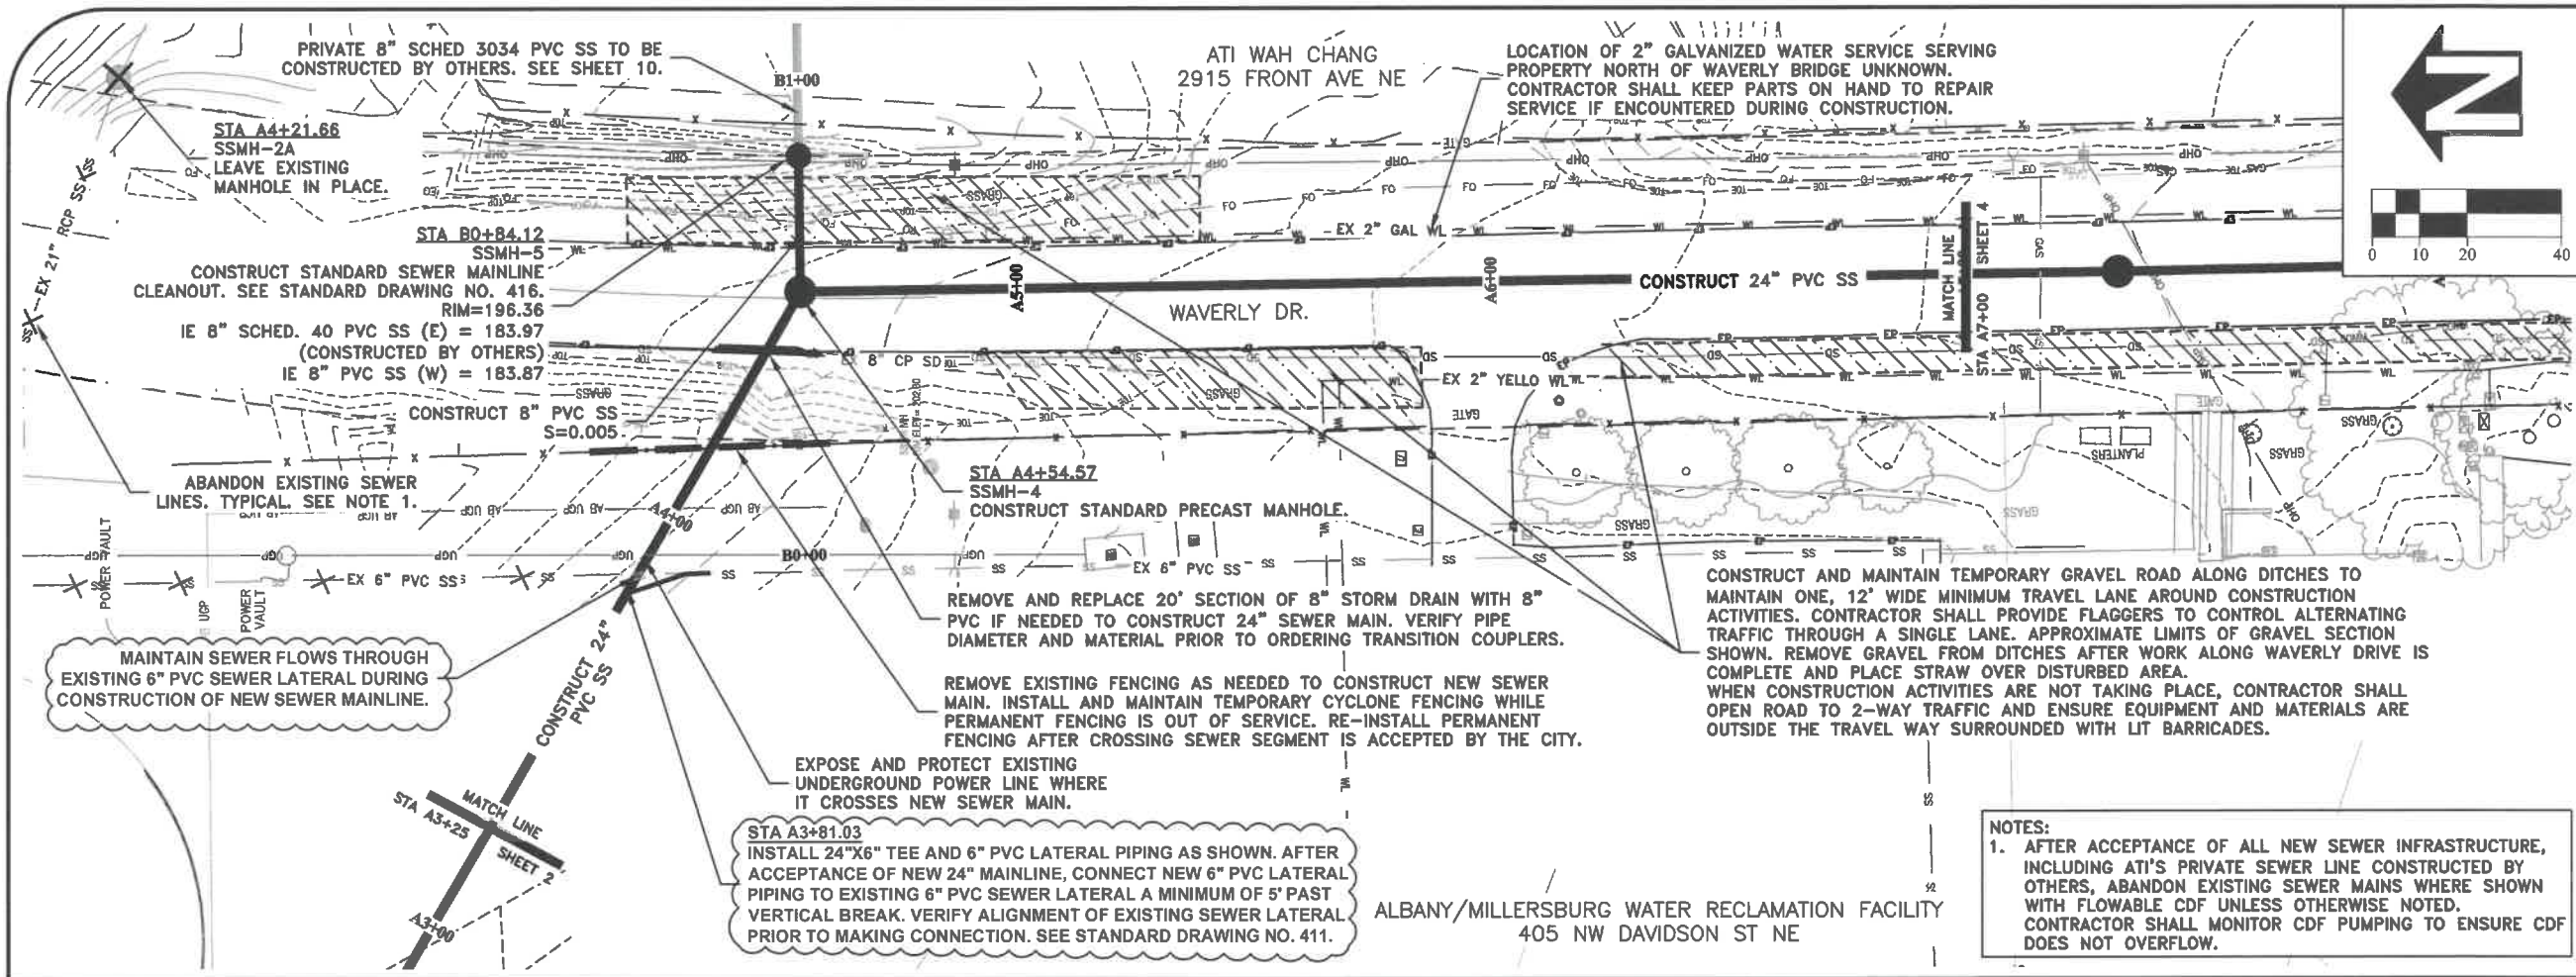 PRIVATE 8" SCHED 3034 PVC SS TO BE
CONSTRUCTED BY OTHERS. SEE SHEET 10.
B1+00
ATI WAH CHANG
2915 FRONT AVE NE
LOCATION OF 2" GALVANIZED WATER SERVICE SERVING
PROPERTY NORTH OF WAVERLY BRIDGE UNKNOWN.
CONTRACTOR SHALL KEEP PARTS ON HAND TO REPAIR
SERVICE IF ENCOUNTERED DURING CONSTRUCTION.
N
0 10 20 40
STA A4+21.66
SSMH-2A
LEAVE EXISTING
MANHOLE IN PLACE.
EX 21" RCP SS
STA B0+84.12
SSMH-5
CONSTRUCT STANDARD SEWER MAINLINE
CLEANOUT. SEE STANDARD DRAWING NO. 416.
RIM=196.36
IE 8" SCHED. 40 PVC SS (E) = 183.97
(CONSTRUCTED BY OTHERS)
IE 8" PVC SS (W) = 183.87
CONSTRUCT 8" PVC SS
S=0.005
EX 2" GAL WL
A5+00
A6+00
CONSTRUCT 24" PVC SS
MATCH LINE
STA A7+00
SHEET 4
WAVERLY DR.
8" CP SD
EX 2" YELLO WL
GATE
GRASS
PLANTERS
ABANDON EXISTING SEWER
LINES. TYPICAL. SEE NOTE 1.
STA A4+54.57
SSMH-4
CONSTRUCT STANDARD PRECAST MANHOLE.
A4+00
B0+00
POWER VAULT
UGP
POWER
VAULT
EX 6" PVC SS
EX 6" PVC SS
MAINTAIN SEWER FLOWS THROUGH
EXISTING 6" PVC SEWER LATERAL DURING
CONSTRUCTION OF NEW SEWER MAINLINE.
REMOVE AND REPLACE 20' SECTION OF 8" STORM DRAIN WITH 8"
PVC IF NEEDED TO CONSTRUCT 24" SEWER MAIN. VERIFY PIPE
DIAMETER AND MATERIAL PRIOR TO ORDERING TRANSITION COUPLERS.
REMOVE EXISTING FENCING AS NEEDED TO CONSTRUCT NEW SEWER
MAIN. INSTALL AND MAINTAIN TEMPORARY CYCLONE FENCING WHILE
PERMANENT FENCING IS OUT OF SERVICE. RE-INSTALL PERMANENT
FENCING AFTER CROSSING SEWER SEGMENT IS ACCEPTED BY THE CITY.
CONSTRUCT AND MAINTAIN TEMPORARY GRAVEL ROAD ALONG DITCHES TO
MAINTAIN ONE, 12' WIDE MINIMUM TRAVEL LANE AROUND CONSTRUCTION
ACTIVITIES. CONTRACTOR SHALL PROVIDE FLAGGERS TO CONTROL ALTERNATING
TRAFFIC THROUGH A SINGLE LANE. APPROXIMATE LIMITS OF GRAVEL SECTION
SHOWN. REMOVE GRAVEL FROM DITCHES AFTER WORK ALONG WAVERLY DRIVE IS
COMPLETE AND PLACE STRAW OVER DISTURBED AREA.
WHEN CONSTRUCTION ACTIVITIES ARE NOT TAKING PLACE, CONTRACTOR SHALL
OPEN ROAD TO 2-WAY TRAFFIC AND ENSURE EQUIPMENT AND MATERIALS ARE
OUTSIDE THE TRAVEL WAY SURROUNDED WITH LIT BARRICADES.
CONSTRUCT 24"
PVC SS
EXPOSE AND PROTECT EXISTING
UNDERGROUND POWER LINE WHERE
IT CROSSES NEW SEWER MAIN.
MATCH LINE
STA A3+25
SHEET 2
A3+00
STA A3+81.03
INSTALL 24"X6" TEE AND 6" PVC LATERAL PIPING AS SHOWN. AFTER
ACCEPTANCE OF NEW 24" MAINLINE, CONNECT NEW 6" PVC LATERAL
PIPING TO EXISTING 6" PVC SEWER LATERAL A MINIMUM OF 5' PAST
VERTICAL BREAK. VERIFY ALIGNMENT OF EXISTING SEWER LATERAL
PRIOR TO MAKING CONNECTION. SEE STANDARD DRAWING NO. 411.
ALBANY/MILLERSBURG WATER RECLAMATION FACILITY
405 NW DAVIDSON ST NE
NOTES:
1. AFTER ACCEPTANCE OF ALL NEW SEWER INFRASTRUCTURE,
INCLUDING ATI'S PRIVATE SEWER LINE CONSTRUCTED BY
OTHERS, ABANDON EXISTING SEWER MAINS WHERE SHOWN
WITH FLOWABLE CDF UNLESS OTHERWISE NOTED.
CONTRACTOR SHALL MONITOR CDF PUMPING TO ENSURE CDF
DOES NOT OVERFLOW.